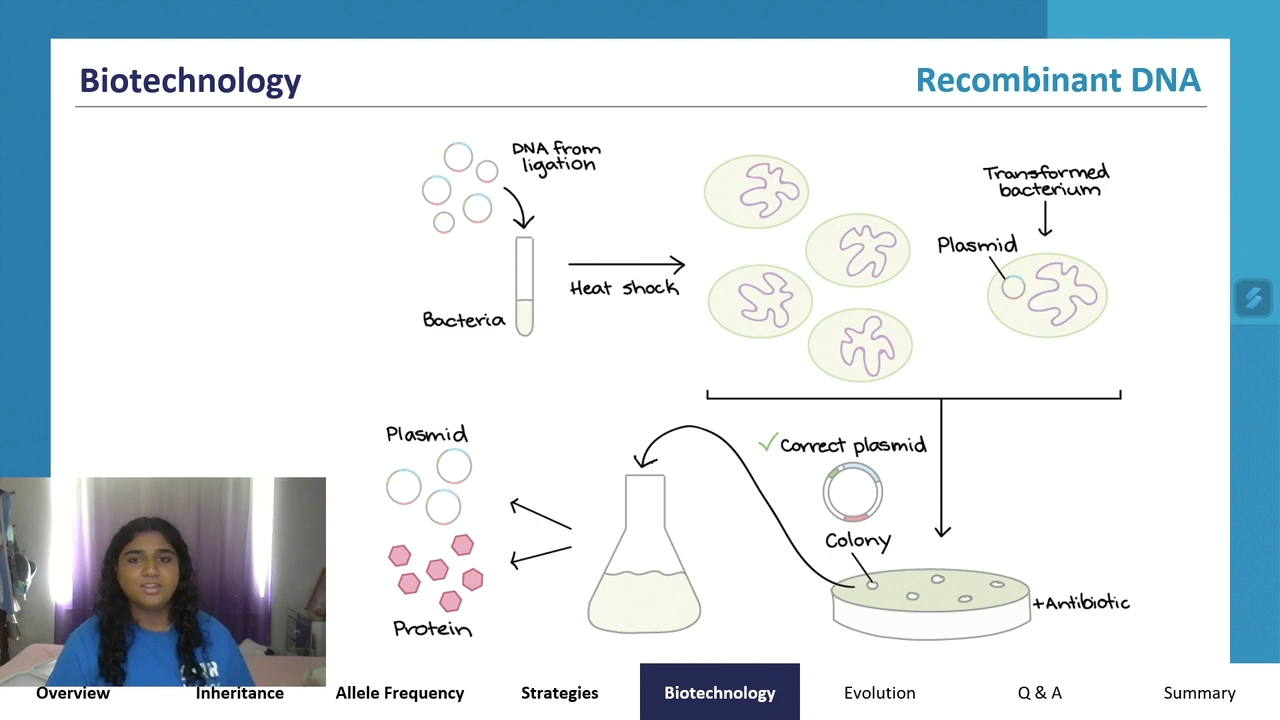 Biotechnology
Recombinant DNA
DNA from
ligation
Bacteria
Heat shock
Transformed
bacterium
Plasmid
Plasmid
Protein
✓ Correct plasmid
Colony
+Antibiotic
Overview
Inheritance
Allele Frequency
Strategies
Biotechnology
Evolution
Q & A
Summary